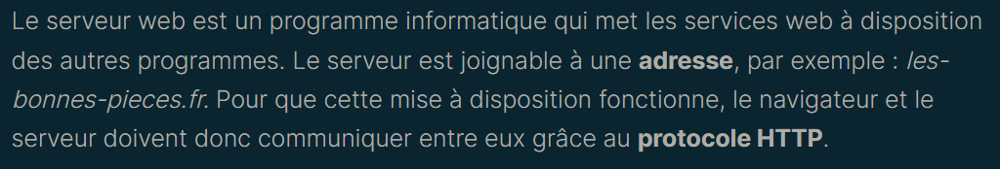 Le serveur web est un programme informatique qui met les services web à disposition
des autres programmes. Le serveur est joignable à une adresse, par exemple : les-
bonnes-pieces.fr. Pour que cette mise à disposition fonctionne, le navigateur et le
serveur doivent donc communiquer entre eux grâce au protocole HTTP.